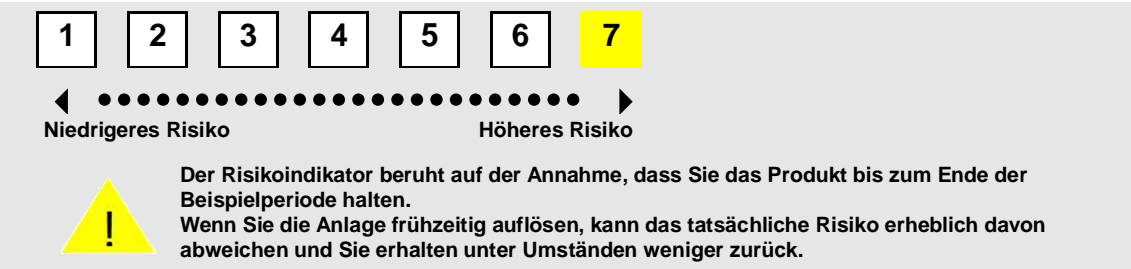 1 2 3 4 5 6 7
Niedrigeres Risiko Höheres Risiko
Der Risikoindikator beruht auf der Annahme, dass Sie das Produkt bis zum Ende der
Beispielperiode halten.
Wenn Sie die Anlage frühzeitig auflösen, kann das tatsächliche Risiko erheblich davon
abweichen und Sie erhalten unter Umständen weniger zurück.
!